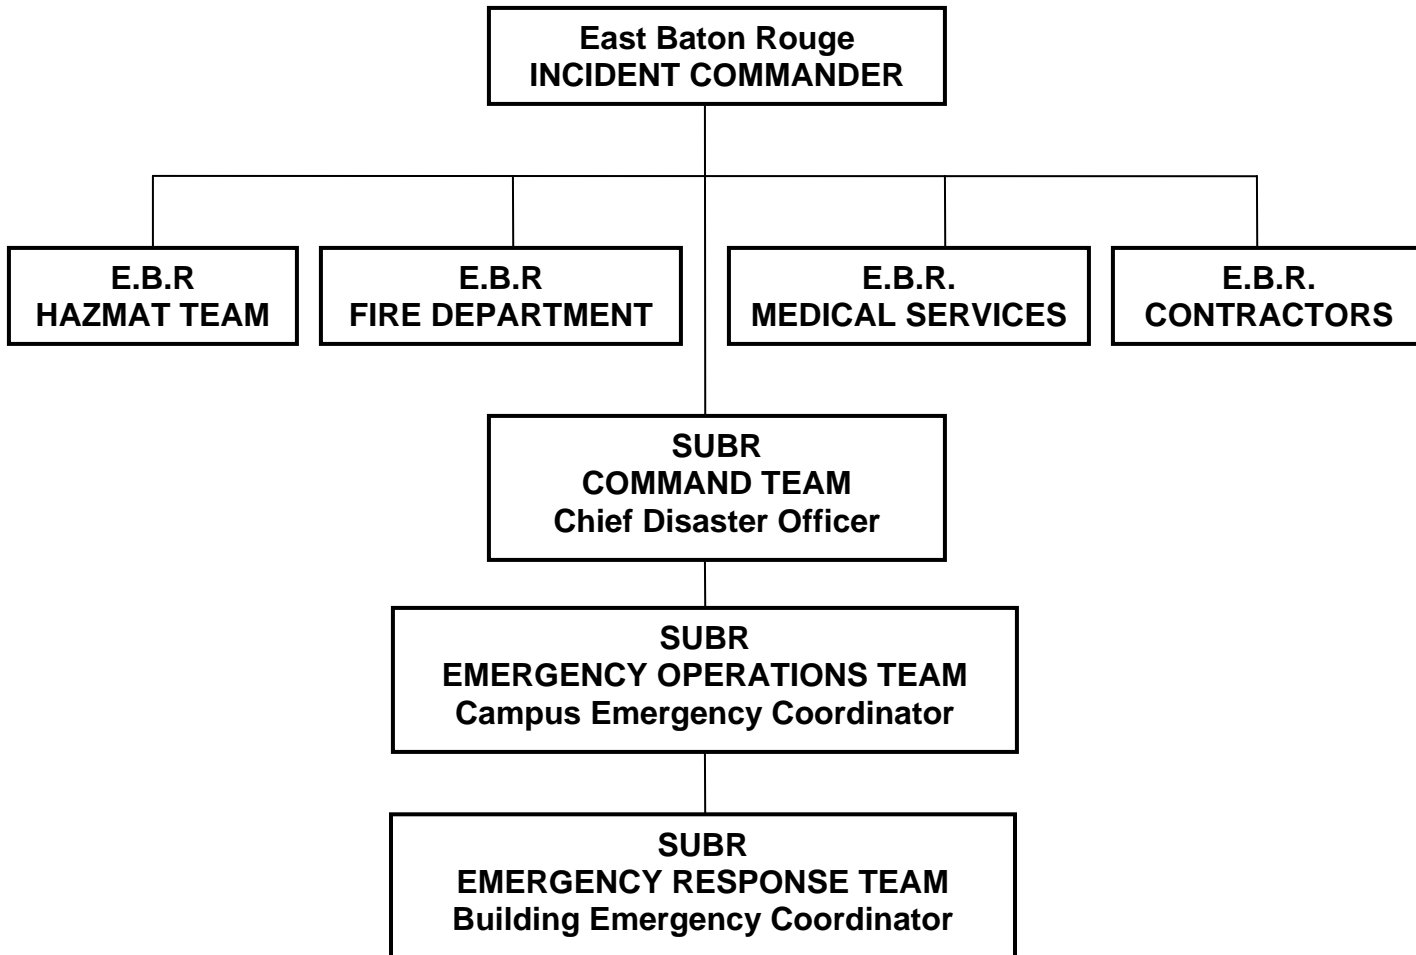 East Baton Rouge
INCIDENT COMMANDER
E.B.R
HAZMAT TEAM
E.B.R
FIRE DEPARTMENT
E.B.R.
MEDICAL SERVICES
E.B.R.
CONTRACTORS
SUBR
COMMAND TEAM
Chief Disaster Officer
SUBR
EMERGENCY OPERATIONS TEAM
Campus Emergency Coordinator
SUBR
EMERGENCY RESPONSE TEAM
Building Emergency Coordinator